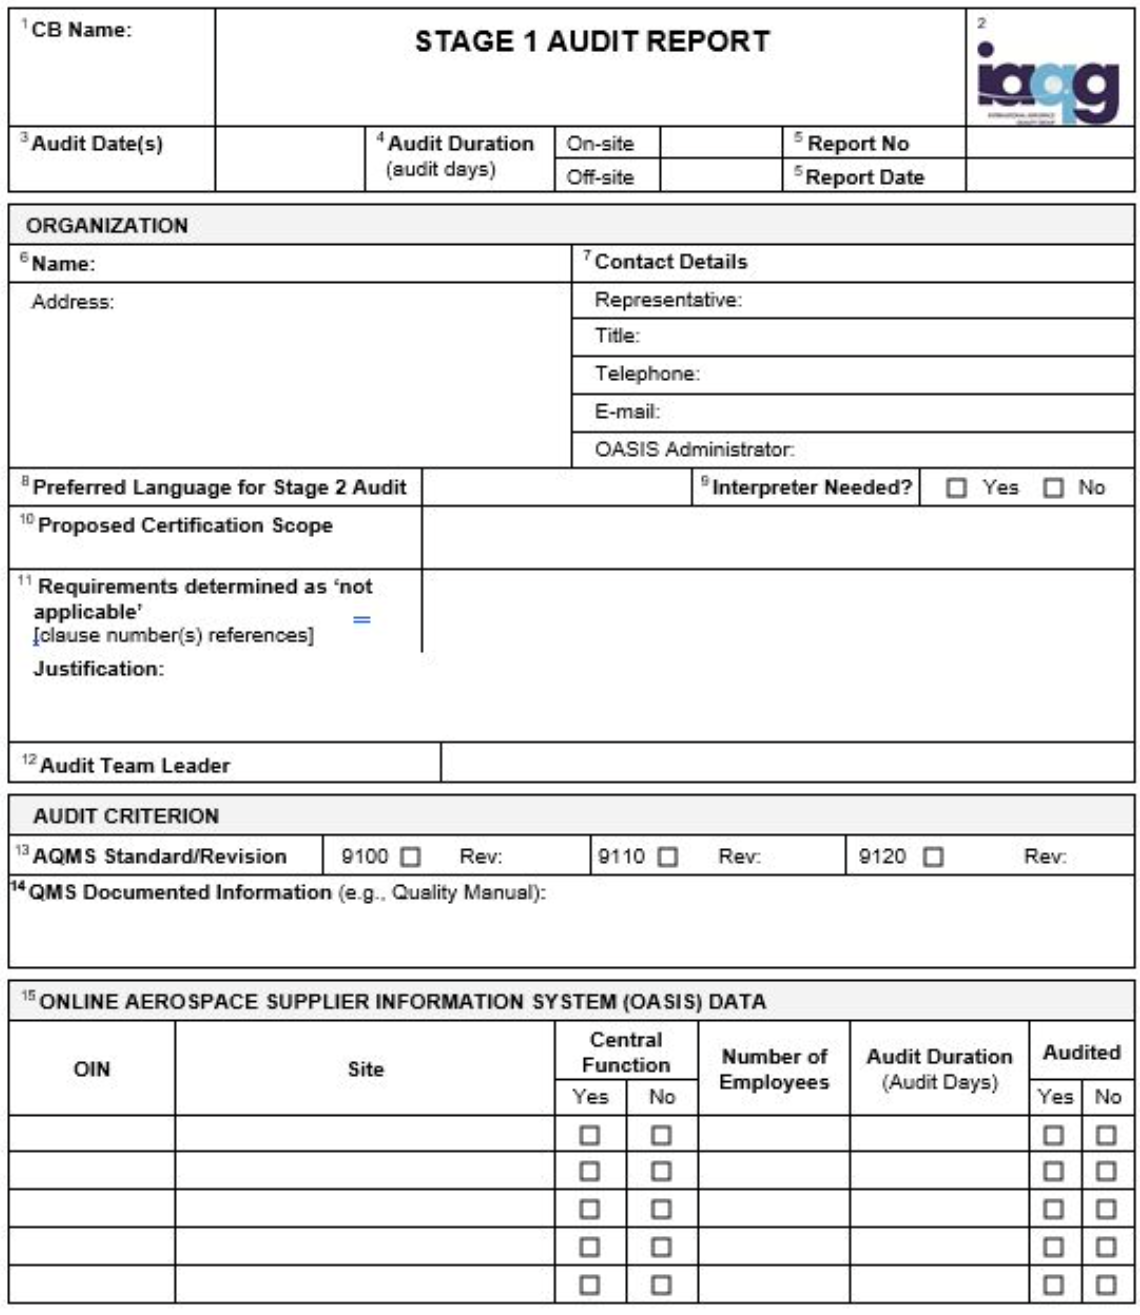 1 CB Name:
STAGE 1 AUDIT REPORT
2
iaqg
INTERNATIONAL AEROSPACE
QUALITY GROUP
3 Audit Date(s)
4 Audit Duration
(audit days)
On-site
Off-site
5 Report No
5 Report Date
ORGANIZATION
6 Name:
7 Contact Details
Address:
Representative:
Title:
Telephone:
E-mail:
OASIS Administrator:
8 Preferred Language for Stage 2 Audit
9 Interpreter Needed? ☐ Yes ☐ No
10 Proposed Certification Scope
11 Requirements determined as ‘not
applicable’
[clause number(s) references]
Justification:
12 Audit Team Leader
AUDIT CRITERION
13 AQMS Standard/Revision 9100 ☐ Rev: 9110 ☐ Rev: 9120 ☐ Rev:
14 QMS Documented Information (e.g., Quality Manual):
15 ONLINE AEROSPACE SUPPLIER INFORMATION SYSTEM (OASIS) DATA
OIN
Site
Central
Function
Yes No
Number of
Employees
Audit Duration
(Audit Days)
Audited
Yes No
☐ ☐ ☐ ☐
☐ ☐ ☐ ☐
☐ ☐ ☐ ☐
☐ ☐ ☐ ☐
☐ ☐ ☐ ☐